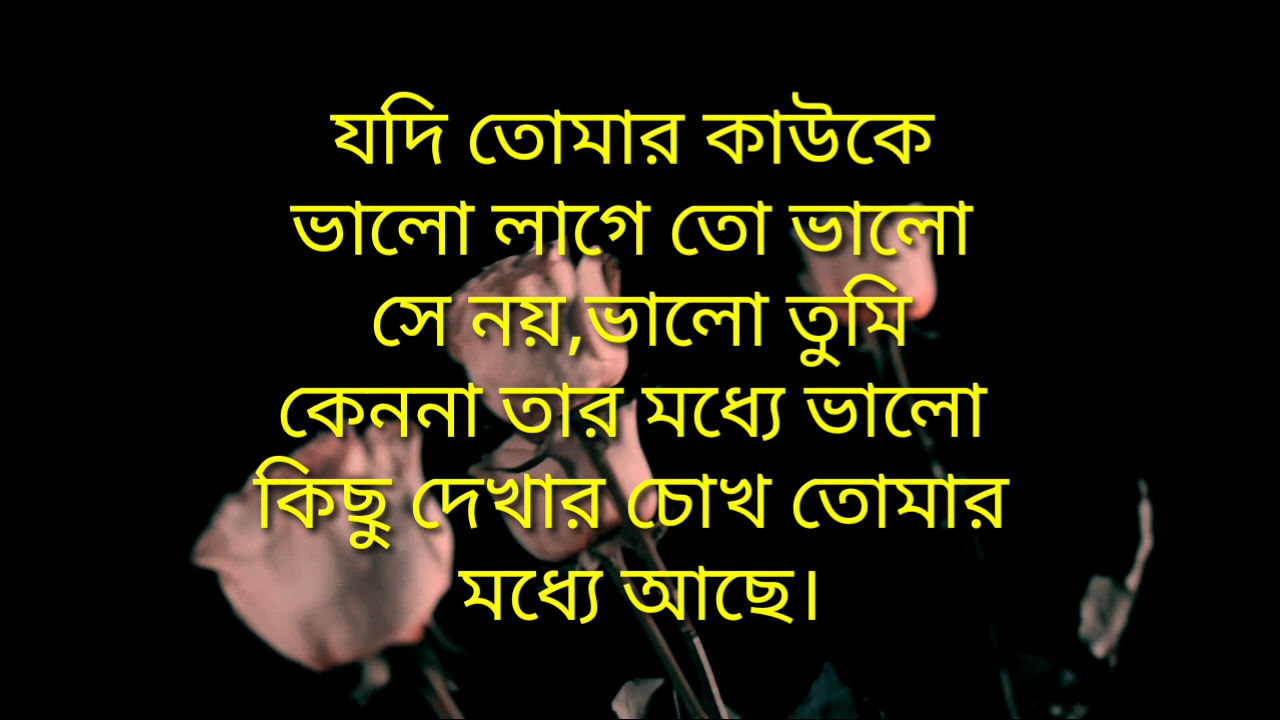 যদি তোমার কাউকে
ভালো লাগে তো ভালো
সে নয়,ভালো তুমি
কেননা তার মধ্যে ভালো
কিছু দেখার চোখ তোমার
মধ্যে আছে।